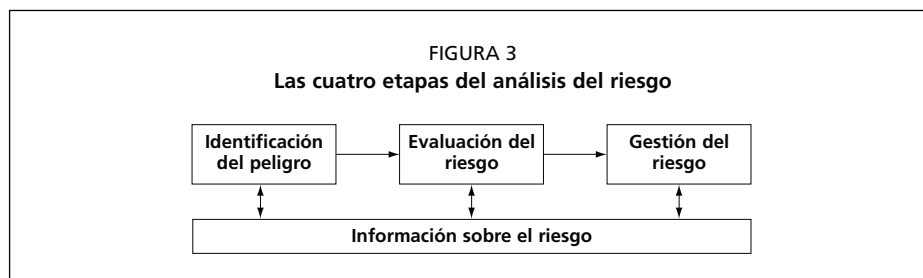 FIGURA 3
Las cuatro etapas del análisis del riesgo
Identificación
del peligro
Evaluación del
riesgo
Gestión del
riesgo
Información sobre el riesgo